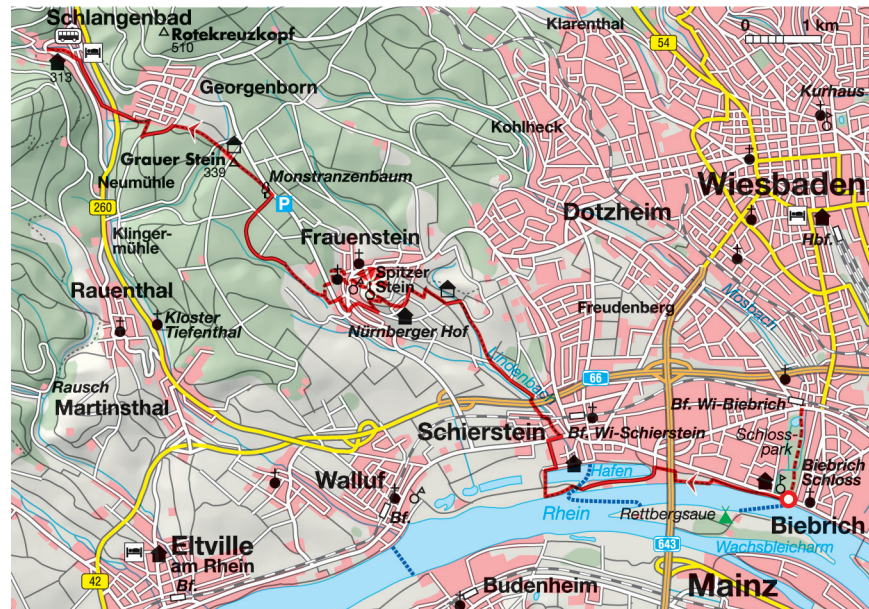 Schlangenbad
Rotekreuzkopf
510
313
Klarenthal
54
0 1 km
Georgenborn
Kurhaus
Kohlheck
Grauer Stein
339
Neumühle
Monstranzenbaum
P
Wiesbaden
260
Klinger-
mühle
Frauenstein
Dotzheim
Hbf.
Spitzer
Stein
Rauenthal
Kloster
Tiefenthal
Nürnberger Hof
Freudenberg
Mosbach
Lindenbach
Rausch
Martinsthal
66
Bf. Wi-Biebrich
Schierstein
Bf. Wi-Schierstein
Schloss-
park
Walluf
Hafen
Biebrich
Schloss
Bf.
Rhein
Rettbergsaue
Biebrich
Eltville
am Rhein
Bf
643
Wachsbleicharm
42
Budenheim
Mainz